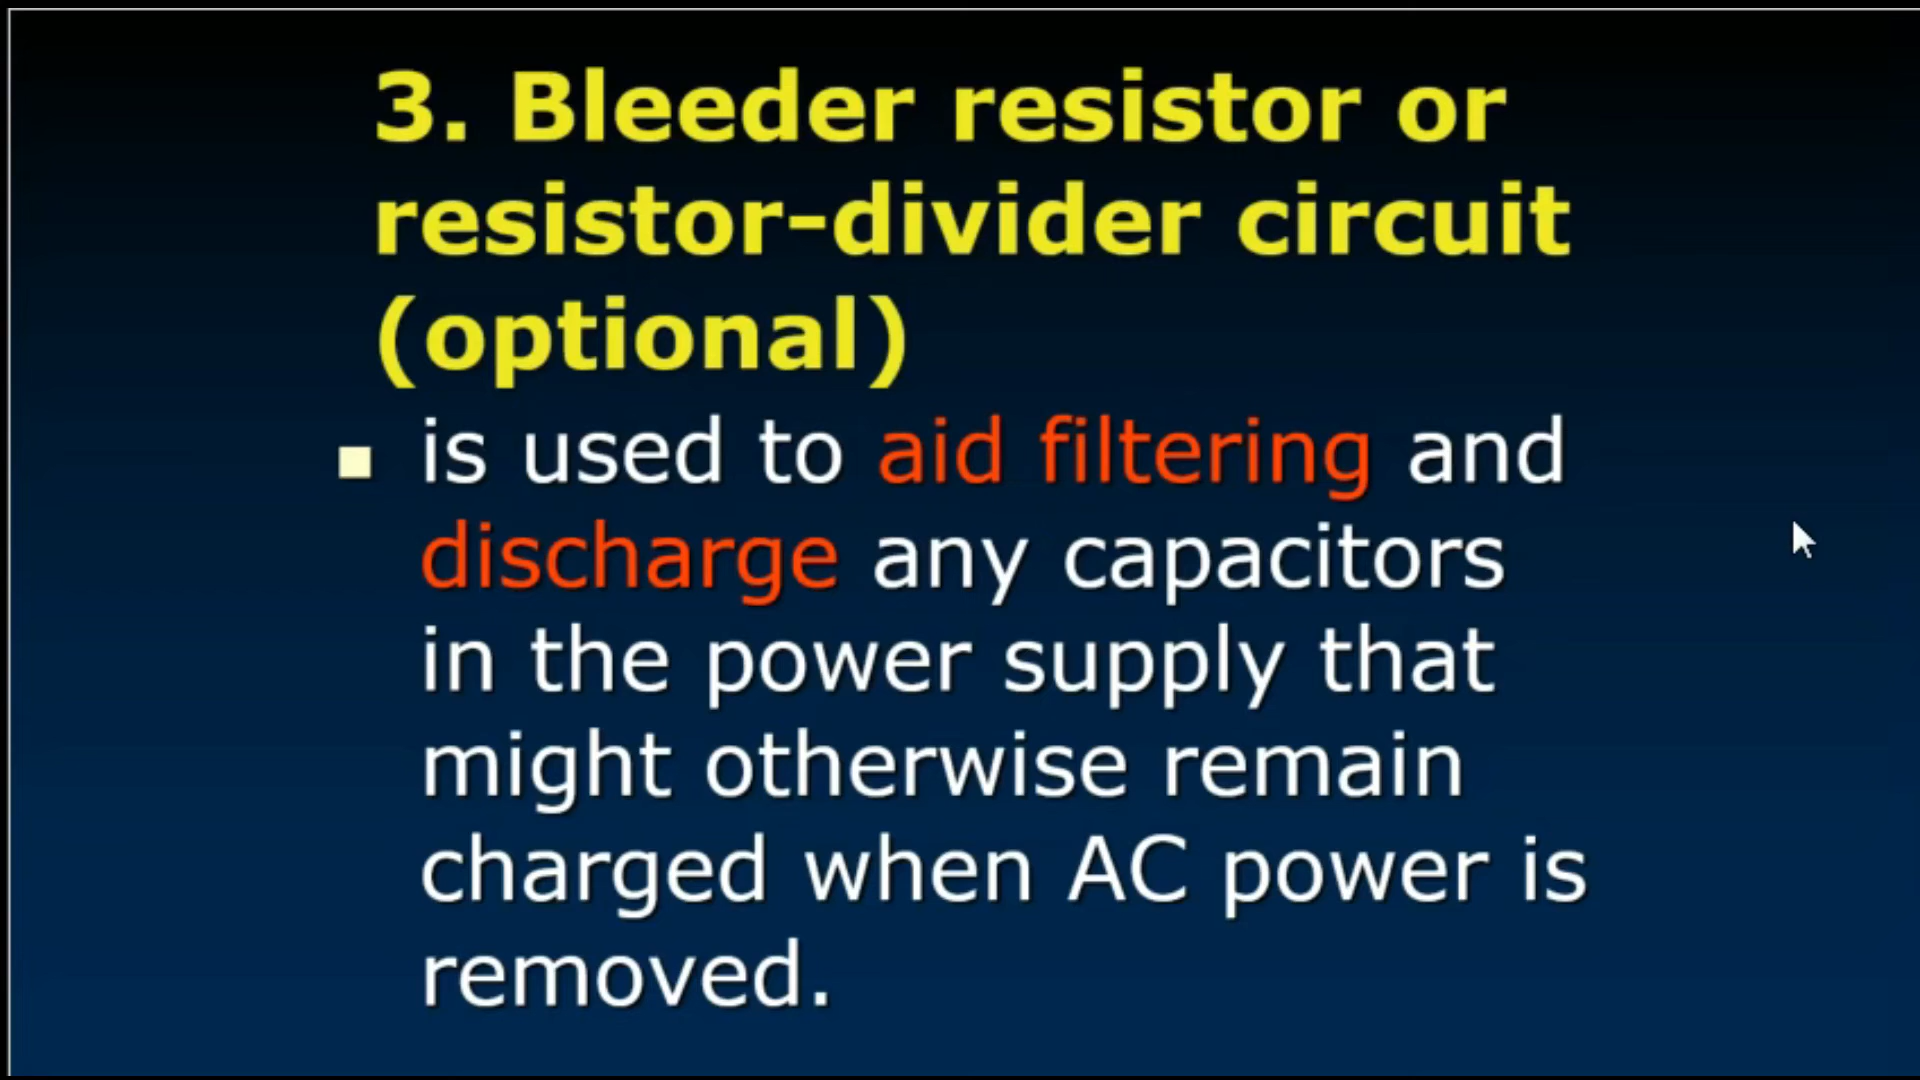 3. Bleeder resistor or
resistor-divider circuit
(optional)
is used to aid filtering and
discharge any capacitors
in the power supply that
might otherwise remain
charged when AC power is
removed.